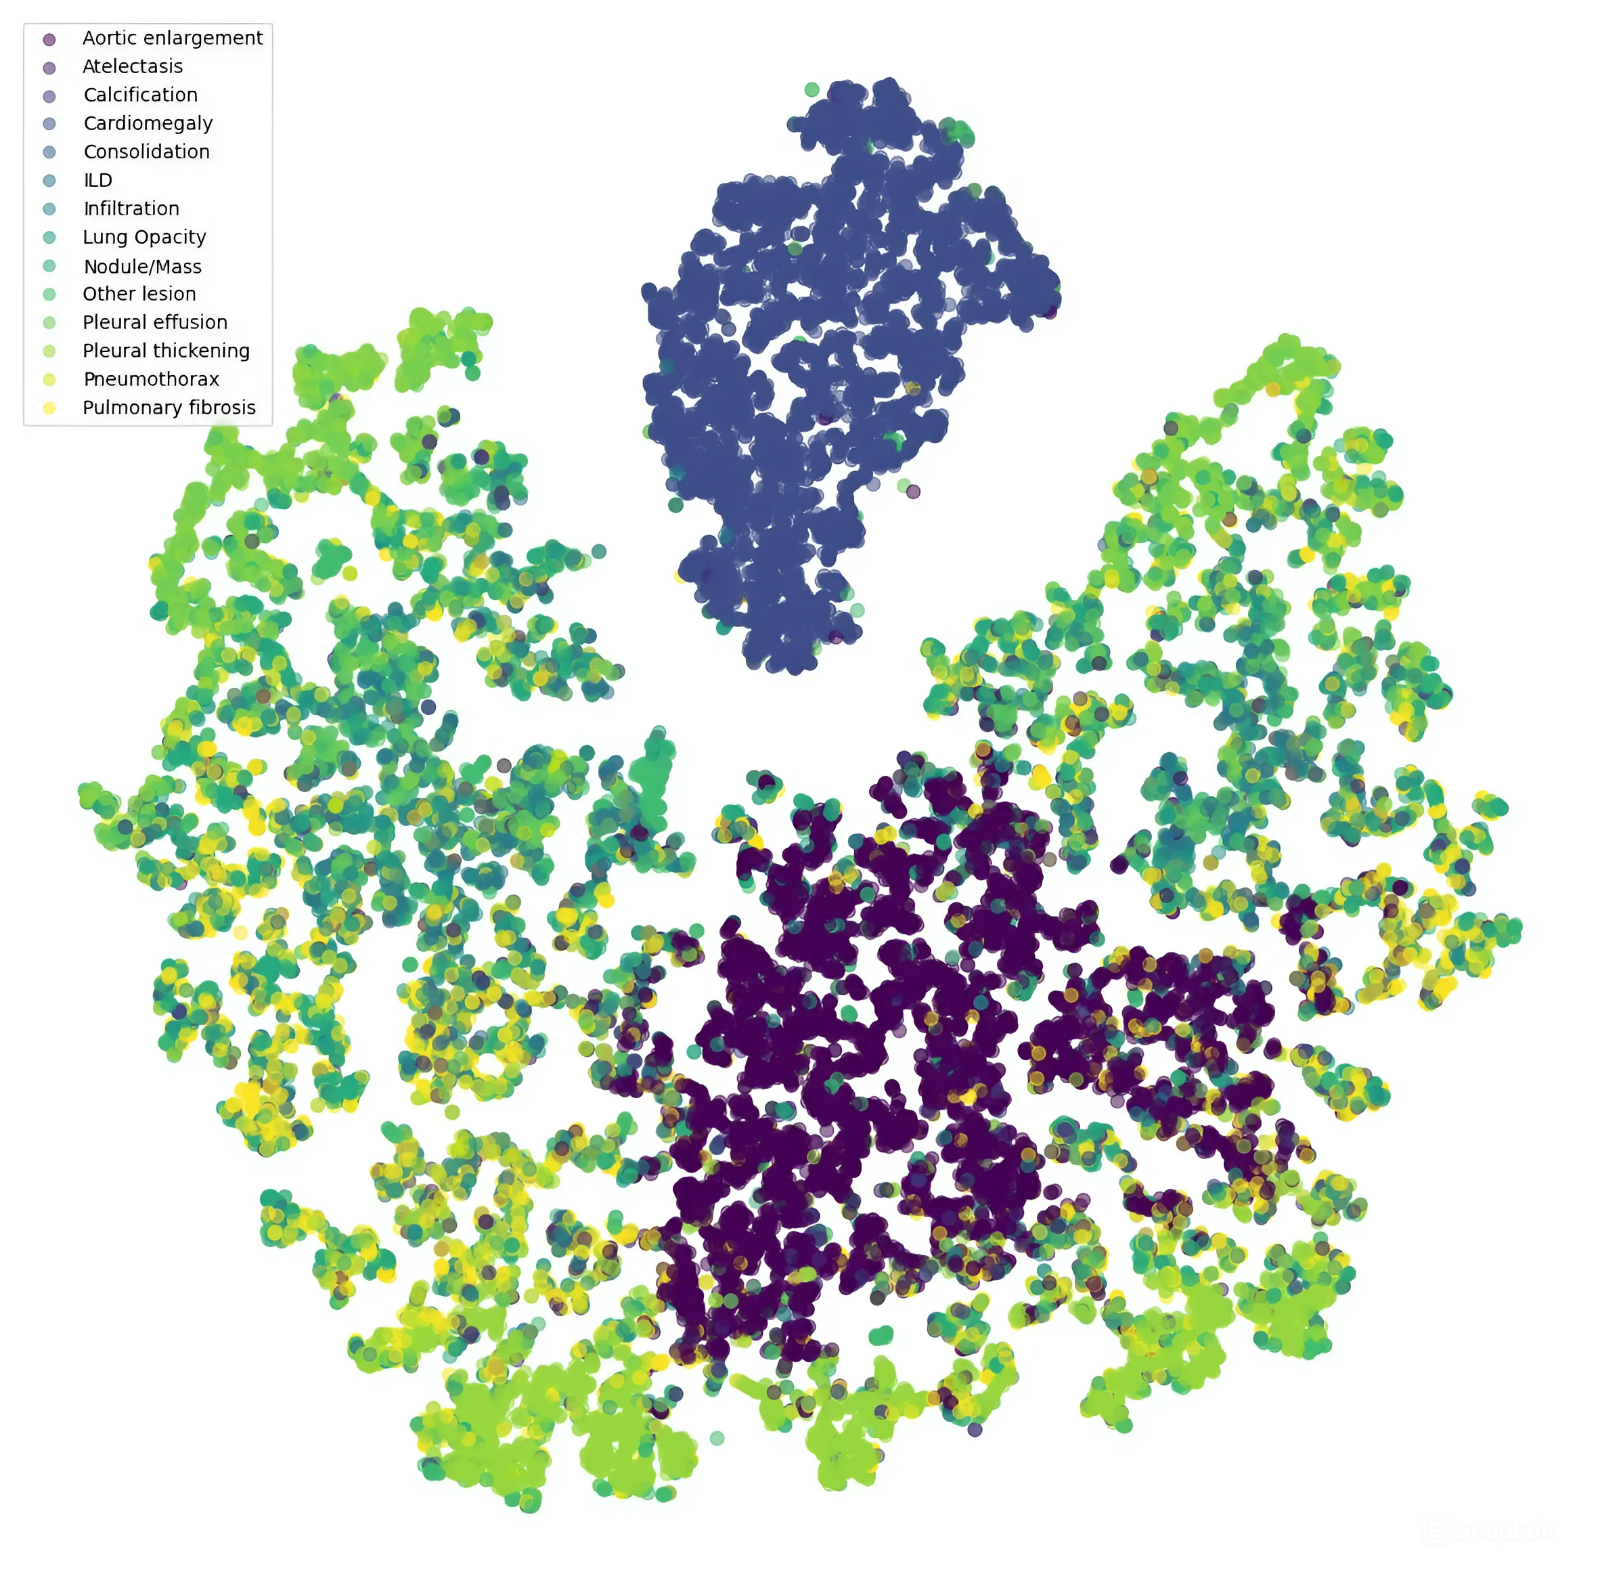 Aortic enlargement
Atelectasis
Calcification
Cardiomegaly
Consolidation
ILD
Infiltration
Lung Opacity
Nodule/Mass
Other lesion
Pleural effusion
Pleural thickening
Pneumothorax
Pulmonary fibrosis